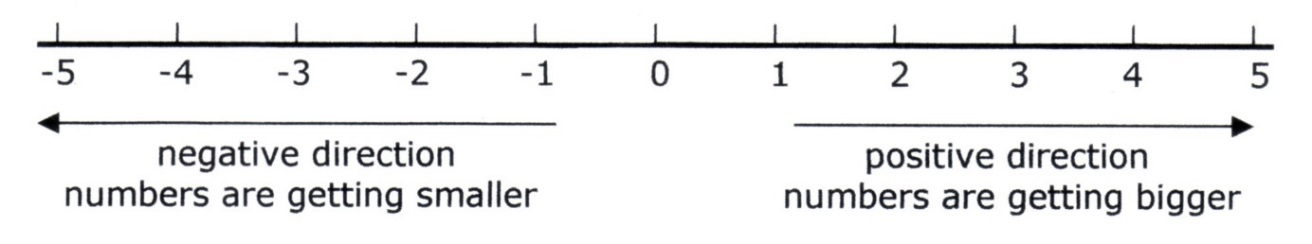 -5 -4 -3 -2 -1 0 1 2 3 4 5
negative direction
numbers are getting smaller
positive direction
numbers are getting bigger